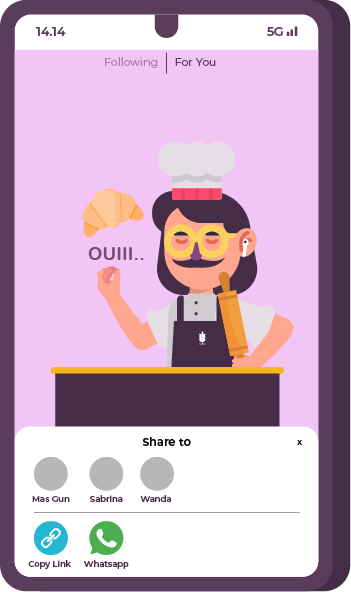 14.14 5G
Following For You
OUIII..
Share to x
Mas Gun Sabrina Wanda
Copy Link Whatsapp